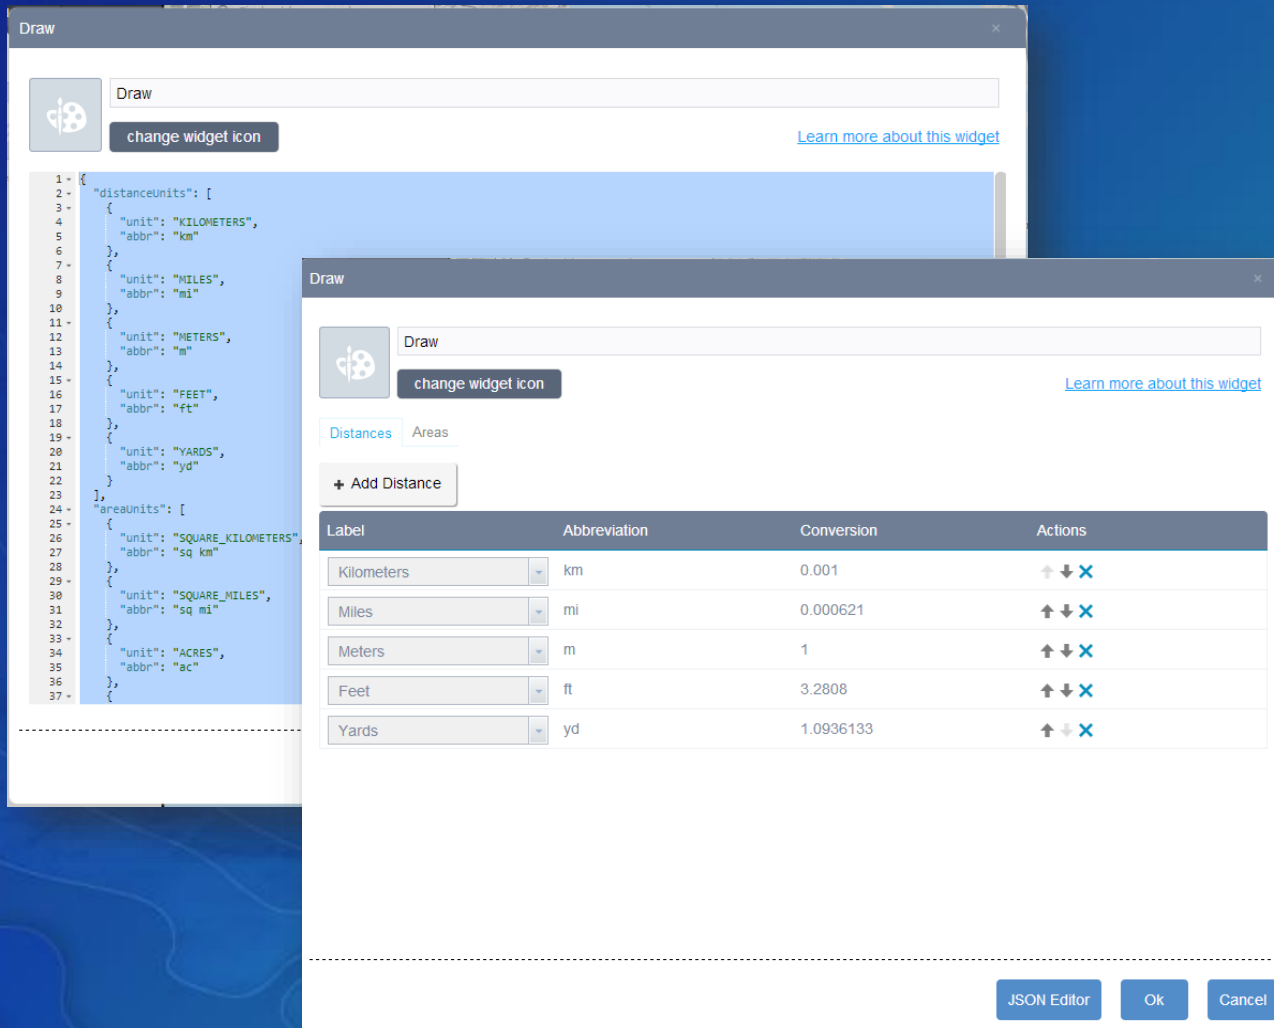 Draw
×
Draw
change widget icon
Learn more about this widget
1 {
2 "distanceUnits": [
3 {
4 "unit": "KILOMETERS",
5 "abbr": "km"
6 },
7 {
8 "unit": "MILES",
9 "abbr": "mi"
10 },
11 {
12 "unit": "METERS",
13 "abbr": "m"
14 },
15 {
16 "unit": "FEET",
17 "abbr": "ft"
18 },
19 {
20 "unit": "YARDS",
21 "abbr": "yd"
22 }
23 ],
24 "areaUnits": [
25 {
26 "unit": "SQUARE_KILOMETERS",
27 "abbr": "sq km"
28 },
29 {
30 "unit": "SQUARE_MILES",
31 "abbr": "sq mi"
32 },
33 {
34 "unit": "ACRES",
35 "abbr": "ac"
36 },
37 {
Draw
×
Draw
change widget icon
Learn more about this widget
Distances Areas
+ Add Distance
Label Abbreviation Conversion Actions
Kilometers km 0.001
Miles mi 0.000621
Meters m 1
Feet ft 3.2808
Yards yd 1.0936133
JSON Editor Ok Cancel